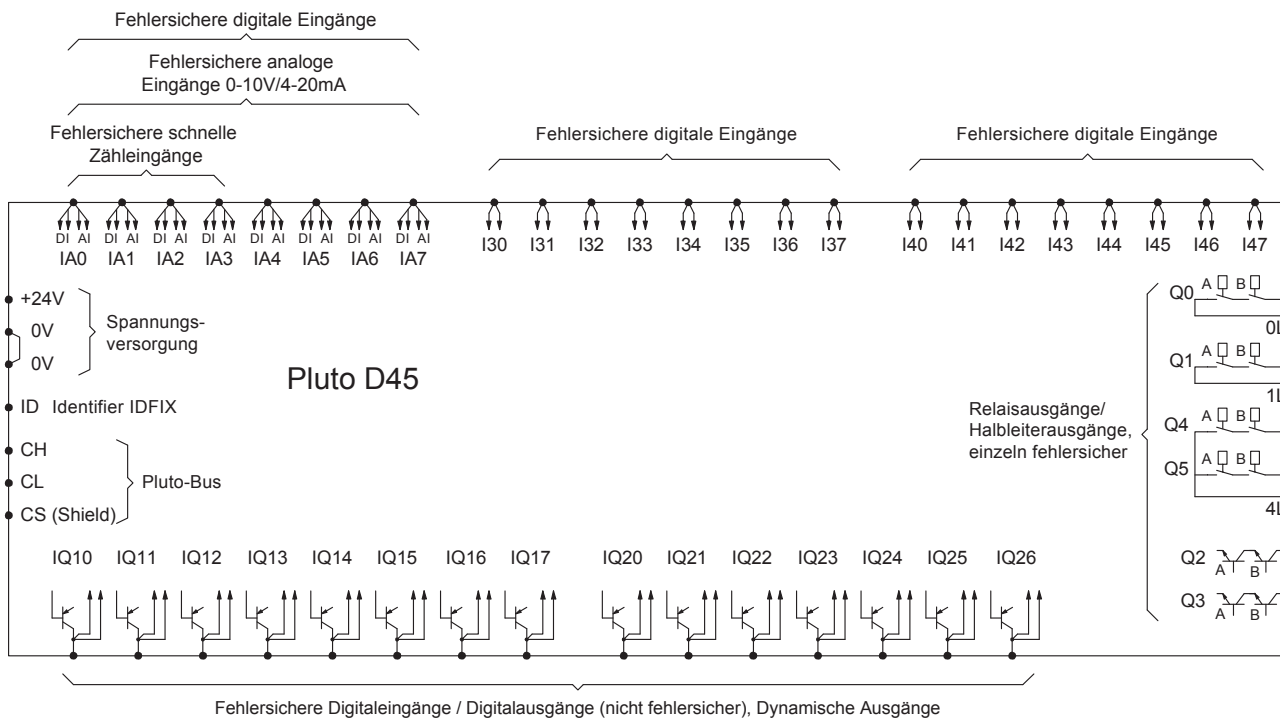 Fehlersichere digitale Eingänge
Fehlersichere analoge
Eingänge 0-10V/4-20mA
Fehlersichere schnelle
Zähleingänge
Fehlersichere digitale Eingänge
Fehlersichere digitale Eingänge
DI AI DI AI DI AI DI AI DI AI DI AI DI AI DI AI
IA0 IA1 IA2 IA3 IA4 IA5 IA6 IA7
I30 I31 I32 I33 I34 I35 I36 I37
I40 I41 I42 I43 I44 I45 I46 I47
+24V
0V
0V
Spannungs-
versorgung
Pluto D45
ID Identifier IDFIX
CH
CL
CS (Shield)
Pluto-Bus
Relaisausgänge/
Halbleiterausgänge,
einzeln fehlersicher
Q0 A B
0L
Q1 A B
1L
Q4 A B
Q5 A B
4L
Q2 A B
Q3 A B
IQ10 IQ11 IQ12 IQ13 IQ14 IQ15 IQ16 IQ17
IQ20 IQ21 IQ22 IQ23 IQ24 IQ25 IQ26
Fehlersichere Digitaleingänge / Digitalausgänge (nicht fehlersicher), Dynamische Ausgänge